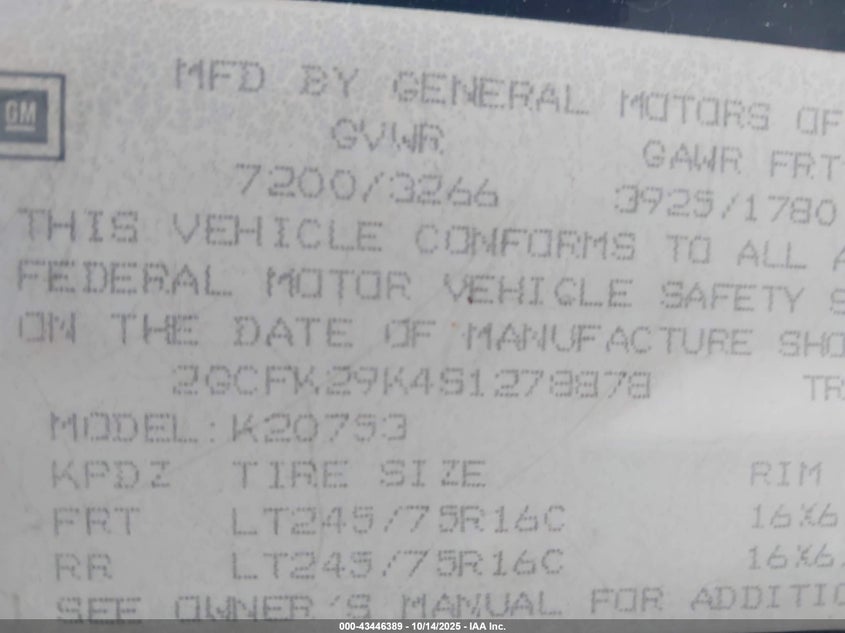 MFD BY GENERAL MOTORS OF
GM
GVWR GAWR FRT
7200/3266 3925/1780
THIS VEHICLE CONFORMS TO ALL A
FEDERAL MOTOR VEHICLE SAFETY S
ON THE DATE OF MANUFACTURE SHO
2GCFK29K4S1278878 TR
MODEL: K20753
KPDZ TIRE SIZE RIM
FRT LT245/75R16C 16X6
RR LT245/75R16C 16X6.
SEE OWNER'S MANUAL FOR ADDITIO
000-43446389 - 10/14/2025 - IAA Inc.